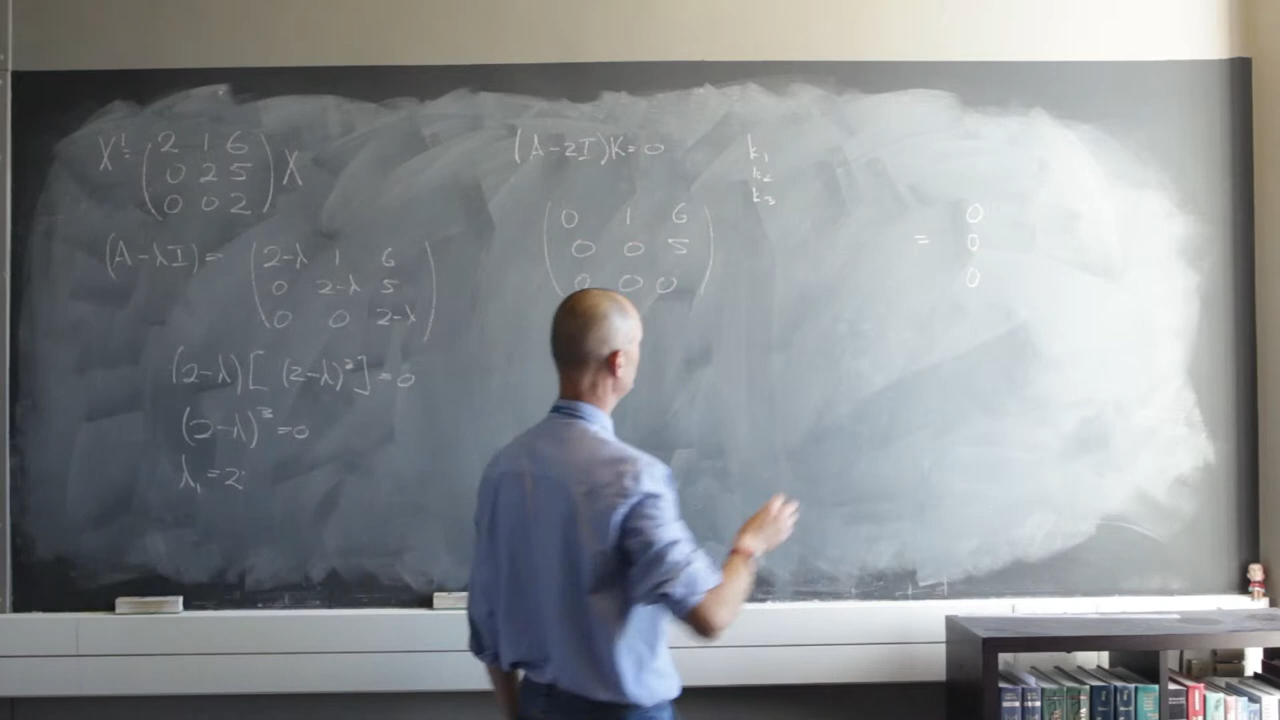 X' = (2 1 6
0 2 5
0 0 2) X
(A-λI) = (2-λ 1 6
0 2-λ 5
0 0 2-λ)
(2-λ)[ (2-λ)²] = 0
(2-λ)³ = 0
λ₁ = 2
(A-2I)K = 0
(0 1 6
0 0 5
0 0 0)
k₁
k₂
k₃
= 0
0
0